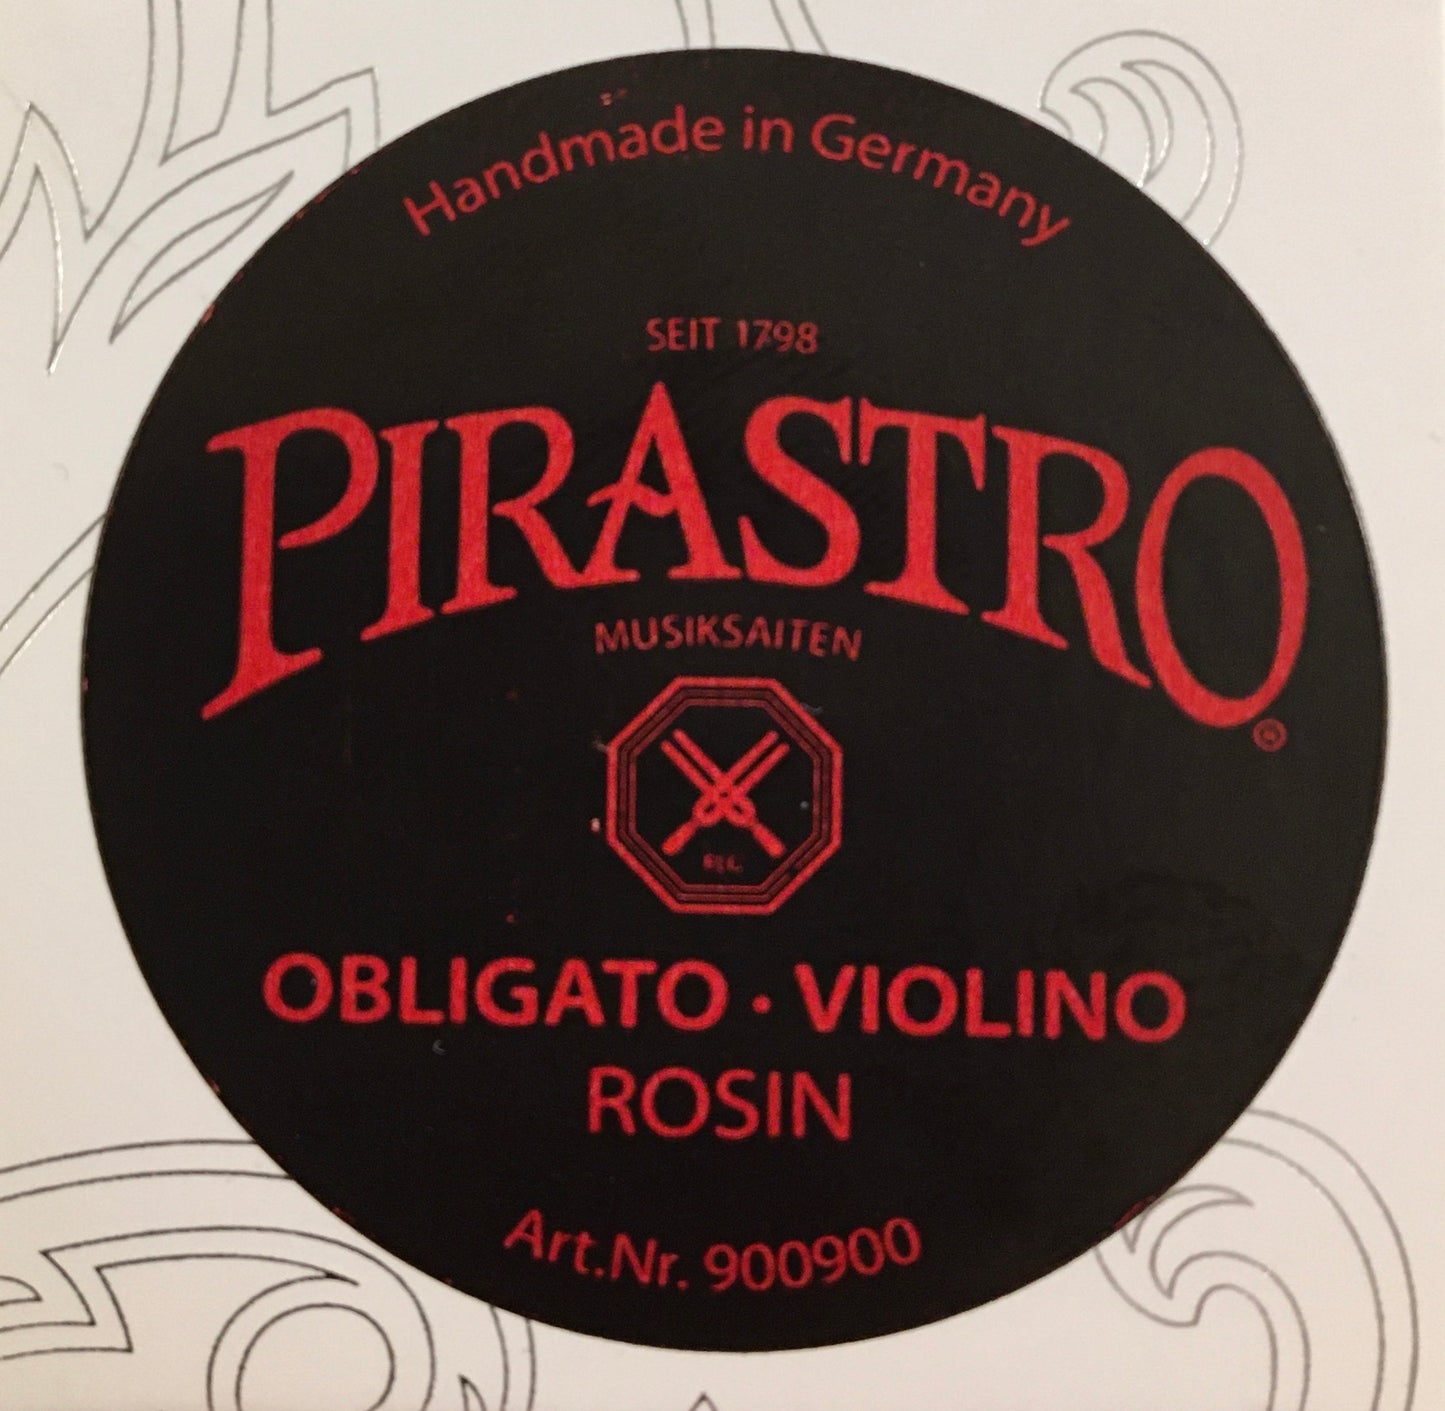 Handmade in Germany
SEIT 1798
PIRASTRO
®
MUSIKSAITEN
OBLIGATO · VIOLINO
ROSIN
Art.Nr. 900900